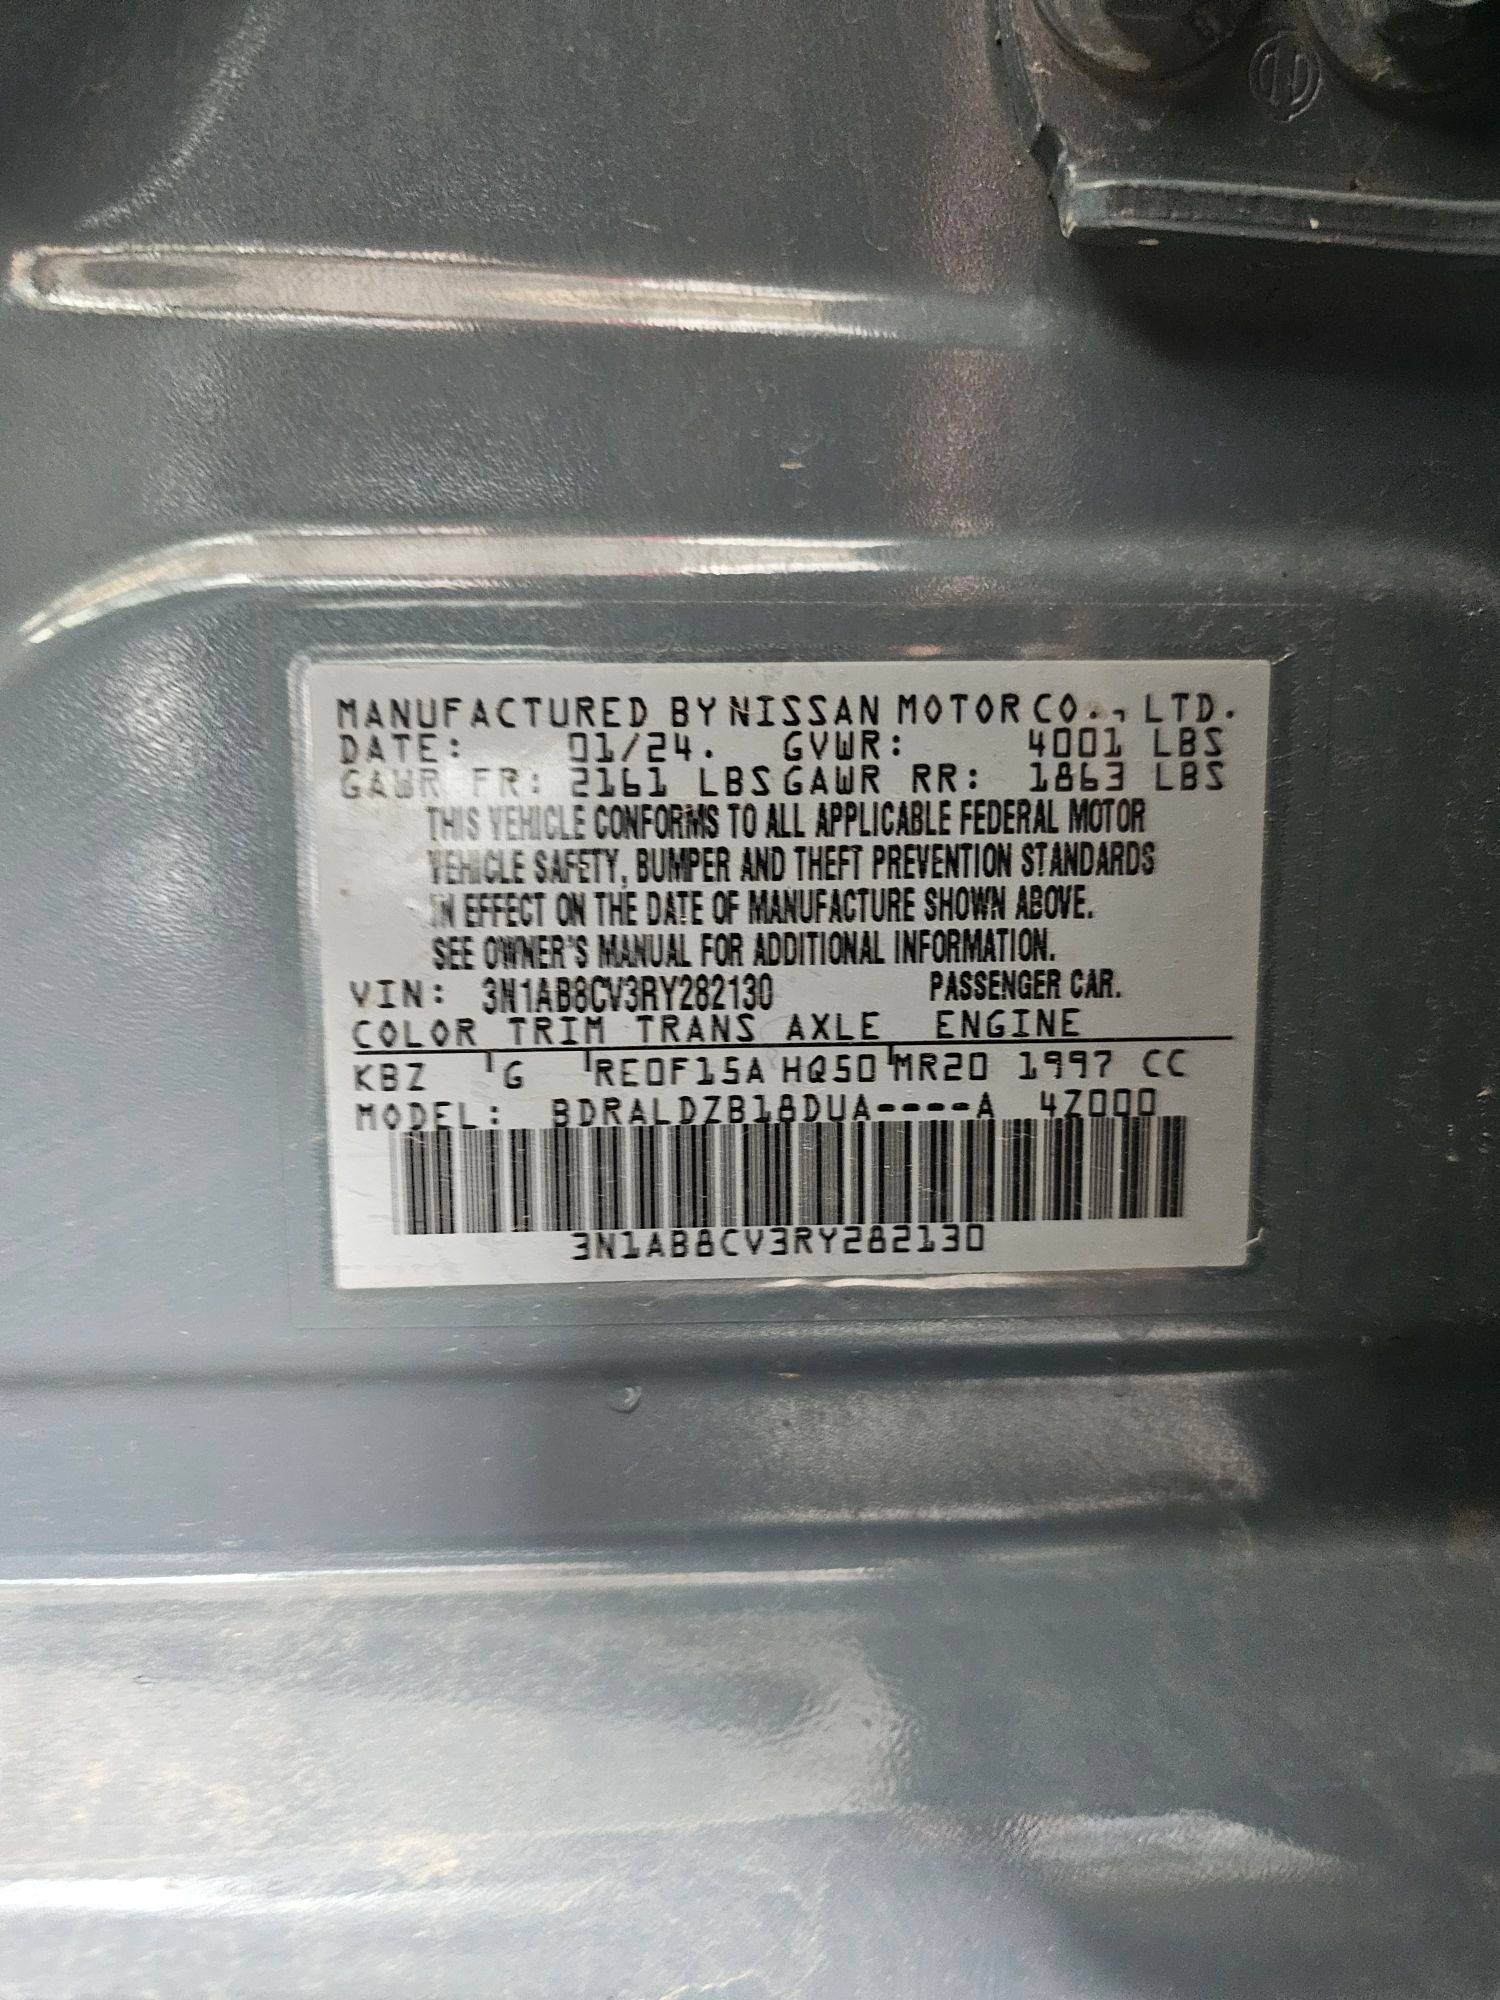 MANUFACTURED BY NISSAN MOTOR CO., LTD.
DATE: 01/24. GVWR: 4001 LBS
GAWR FR: 2161 LBS GAWR RR: 1863 LBS
THIS VEHICLE CONFORMS TO ALL APPLICABLE FEDERAL MOTOR
VEHICLE SAFETY, BUMPER AND THEFT PREVENTION STANDARDS
IN EFFECT ON THE DATE OF MANUFACTURE SHOWN ABOVE.
SEE OWNER'S MANUAL FOR ADDITIONAL INFORMATION.
VIN: 3N1AB8CV3RY282130 PASSENGER CAR.
COLOR TRIM TRANS AXLE ENGINE
KBZ G RE0F15A HQ50 MR20 1997 CC
MODEL: BDRALDZB18DUA----A 4Z000
3N1AB8CV3RY282130